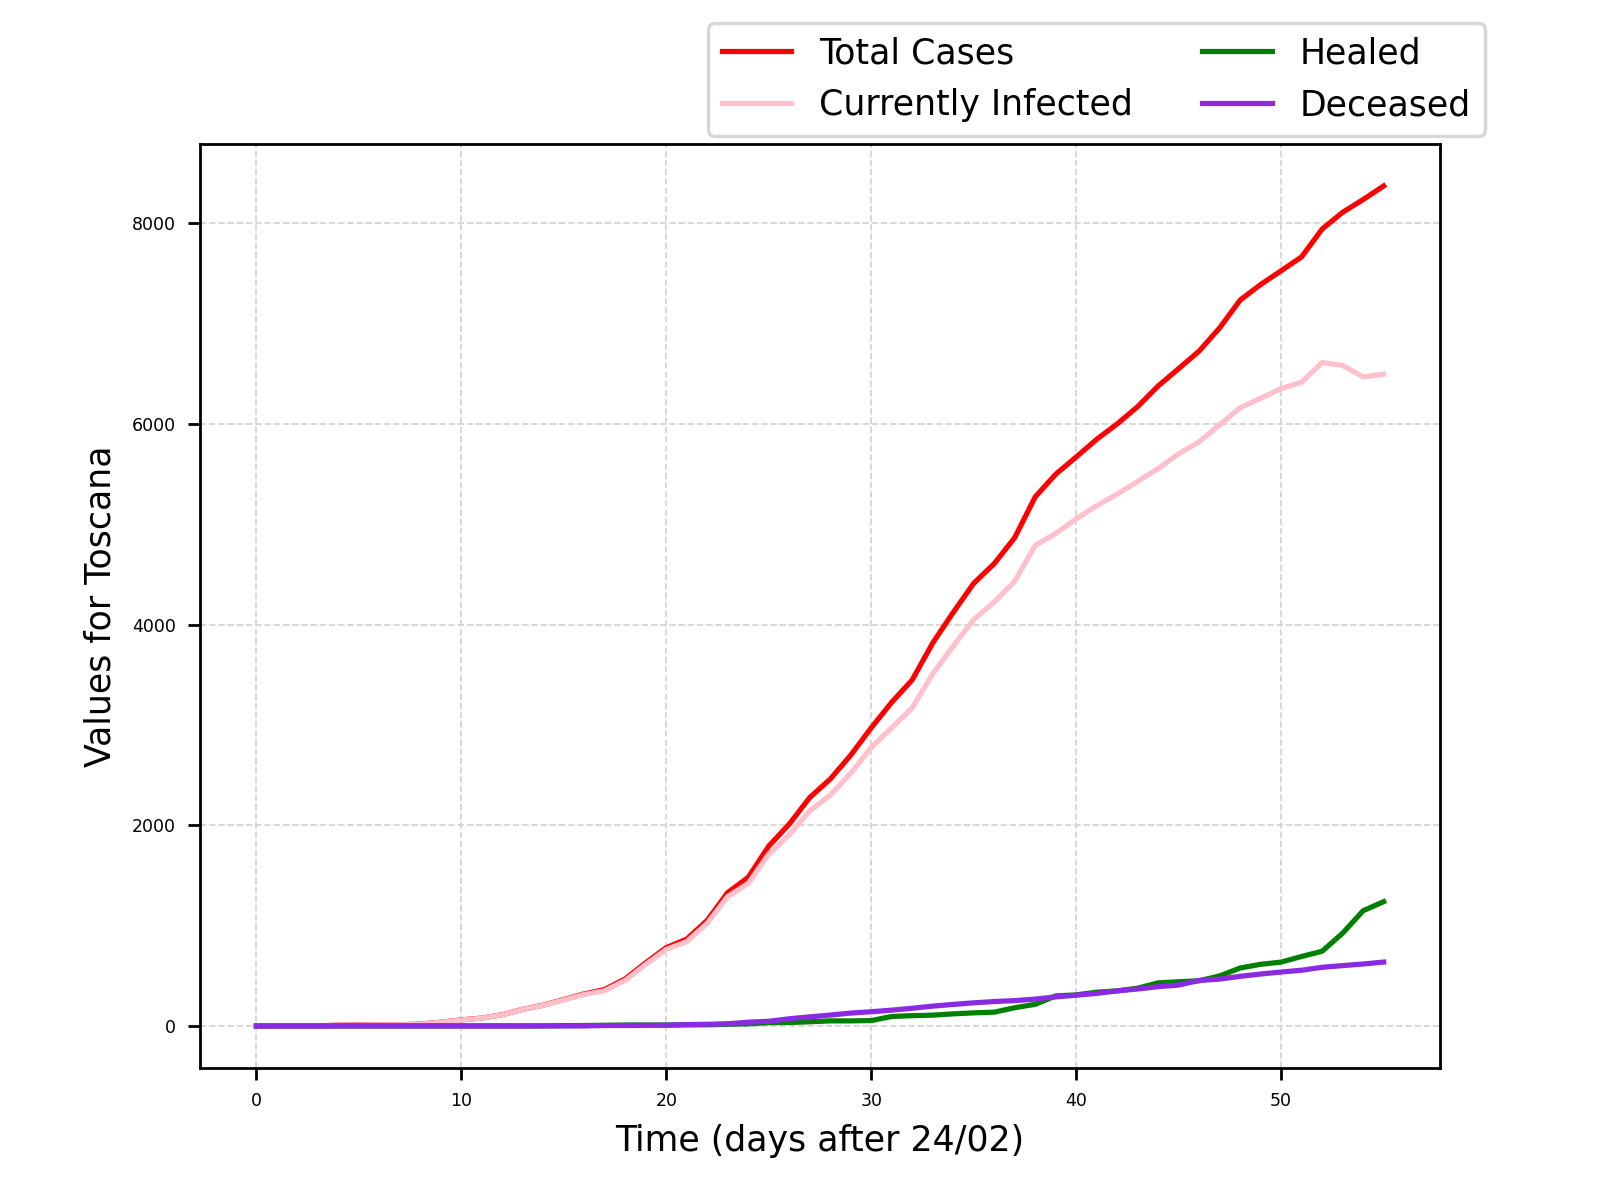 Total Cases
Currently Infected
Healed
Deceased
Values for Toscana
8000
6000
4000
2000
0
0 10 20 30 40 50
Time (days after 24/02)